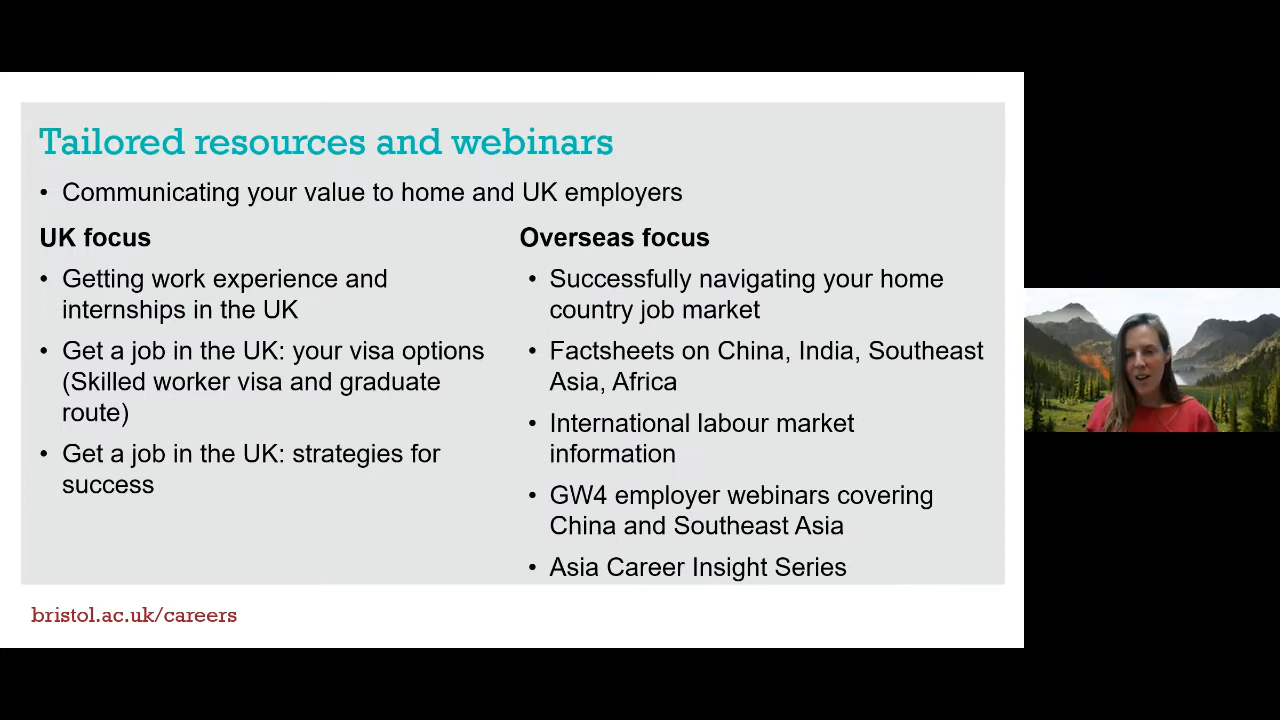 Tailored resources and webinars
• Communicating your value to home and UK employers
UK focus
• Getting work experience and
internships in the UK
• Get a job in the UK: your visa options
(Skilled worker visa and graduate
route)
• Get a job in the UK: strategies for
success
Overseas focus
• Successfully navigating your home
country job market
• Factsheets on China, India, Southeast
Asia, Africa
• International labour market
information
• GW4 employer webinars covering
China and Southeast Asia
• Asia Career Insight Series
bristol.ac.uk/careers